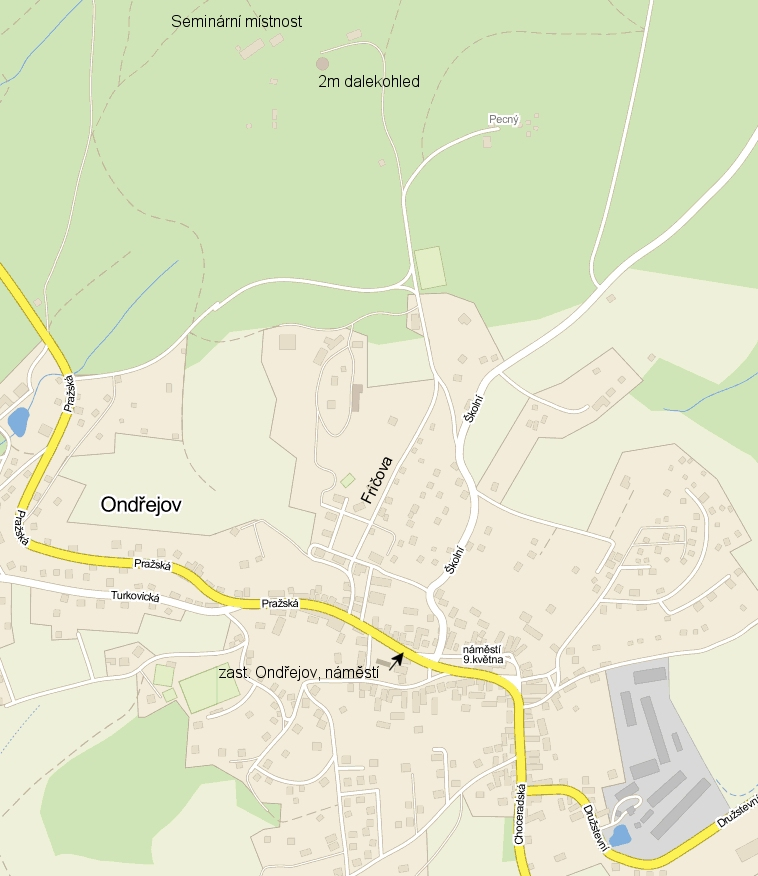 Seminární místnost
2m dalekohled
Pecný
Pražská
Školní
Fričova
Ondřejov
Pražská
Pražská
Školní
Turkovická
Pražská
náměstí
9.května
zast. Ondřejov, náměstí
Choceradská
Družstevní
Družstevní